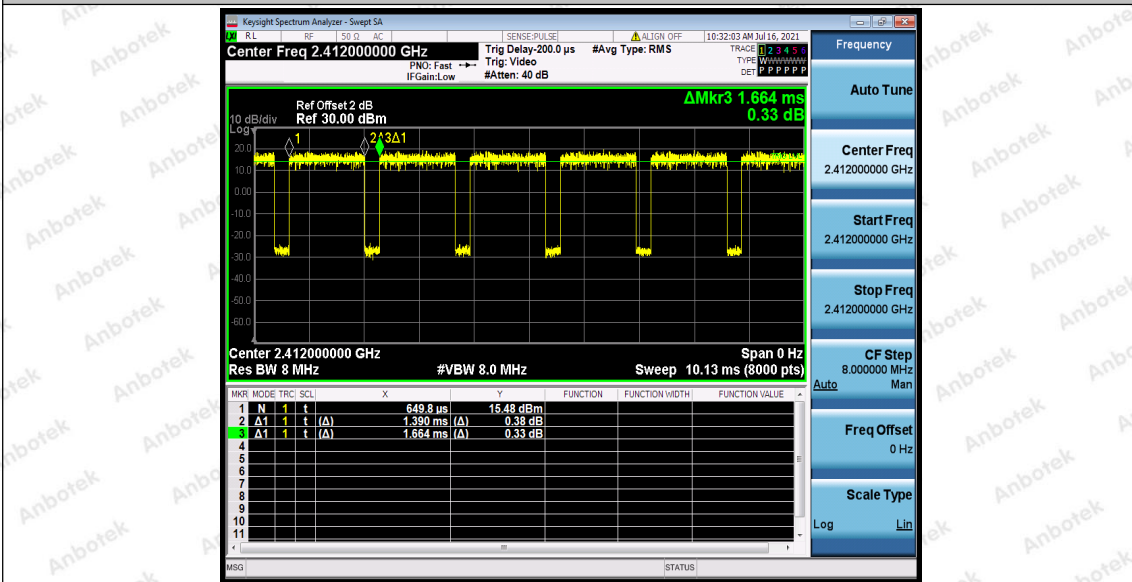 Keysight Spectrum Analyzer - Swept SA
RL RF 50 Ω AC SENSE:PULSE ALIGN OFF 10:32:03 AM Jul 16, 2021
Center Freq 2.412000000 GHz
PNO: Fast
IFGain:Low
Trig Delay-200.0 µs
Trig: Video
#Atten: 40 dB
#Avg Type: RMS
TRACE 1 2 3 4 5 6
TYPE WWWWWW
DET P P P P P P
ΔMkr3 1.664 ms
0.33 dB
Ref Offset 2 dB
10 dB/div Ref 30.00 dBm
Log
1
2Δ3Δ1
20.0
10.0
0.00
-10.0
-20.0
-30.0
-40.0
-50.0
-60.0
Center 2.412000000 GHz Span 0 Hz
Res BW 8 MHz #VBW 8.0 MHz Sweep 10.13 ms (8000 pts)
MKR MODE TRC SCL X Y FUNCTION FUNCTION WIDTH FUNCTION VALUE
1 N 1 t 649.8 µs 15.48 dBm
2 Δ1 1 t (Δ) 1.390 ms (Δ) 0.38 dB
3 Δ1 1 t (Δ) 1.664 ms (Δ) 0.33 dB
4
5
6
7
8
9
10
11
MSG STATUS
Frequency
Auto Tune
Center Freq
2.412000000 GHz
Start Freq
2.412000000 GHz
Stop Freq
2.412000000 GHz
CF Step
8.000000 MHz
Auto Man
Freq Offset
0 Hz
Scale Type
Log Lin
Anbotek